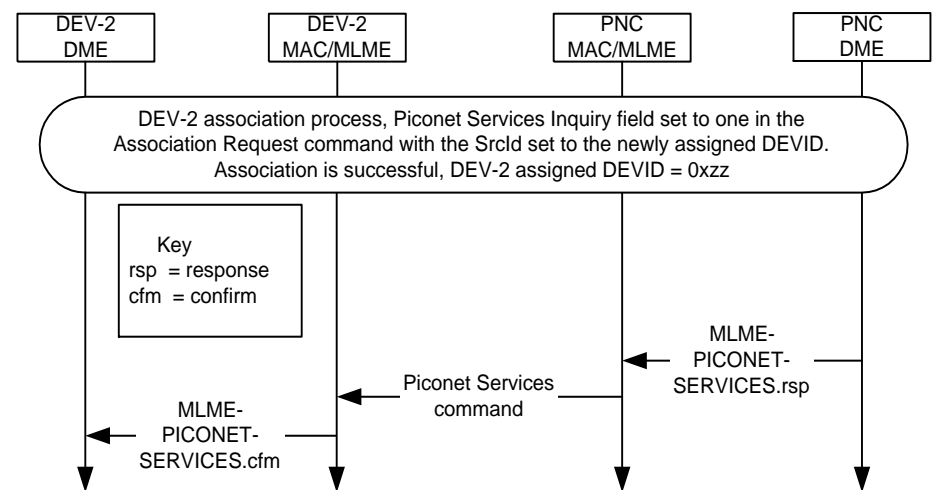 DEV-2
DME
DEV-2
MAC/MLME
PNC
MAC/MLME
PNC
DME
DEV-2 association process, Piconet Services Inquiry field set to one in the
Association Request command with the SrcId set to the newly assigned DEVID.
Association is successful, DEV-2 assigned DEVID = 0xzz
Key
rsp = response
cfm = confirm
MLME-
PICONET-
SERVICES.rsp
Piconet Services
command
MLME-
PICONET-
SERVICES.cfm